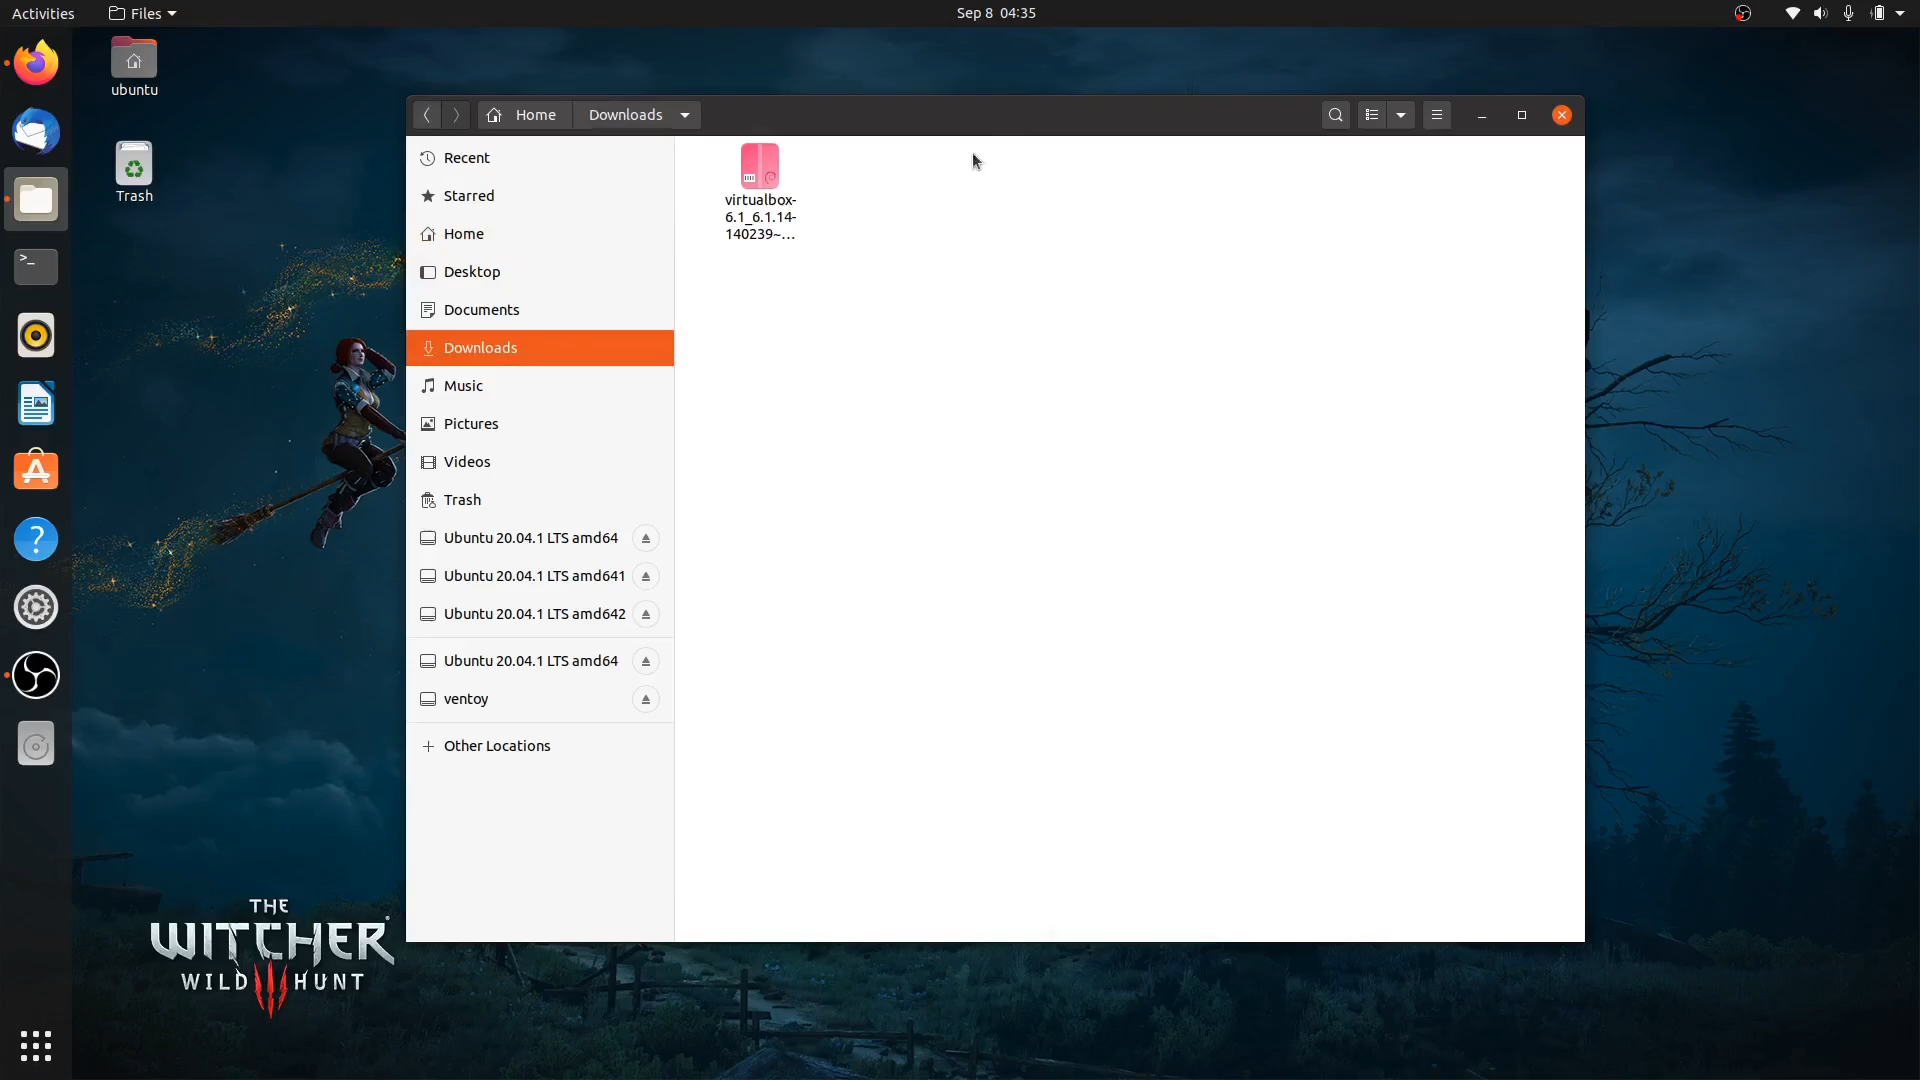 Activities
Files
Sep 8 04:35
ubuntu
Trash
Home
Downloads
Recent
Starred
Home
Desktop
Documents
Downloads
Music
Pictures
Videos
Trash
Ubuntu 20.04.1 LTS amd64
Ubuntu 20.04.1 LTS amd641
Ubuntu 20.04.1 LTS amd642
Ubuntu 20.04.1 LTS amd64
ventoy
Other Locations
virtualbox-
6.1_6.1.14-
140239~...
THE
WITCHER
WILD HUNT